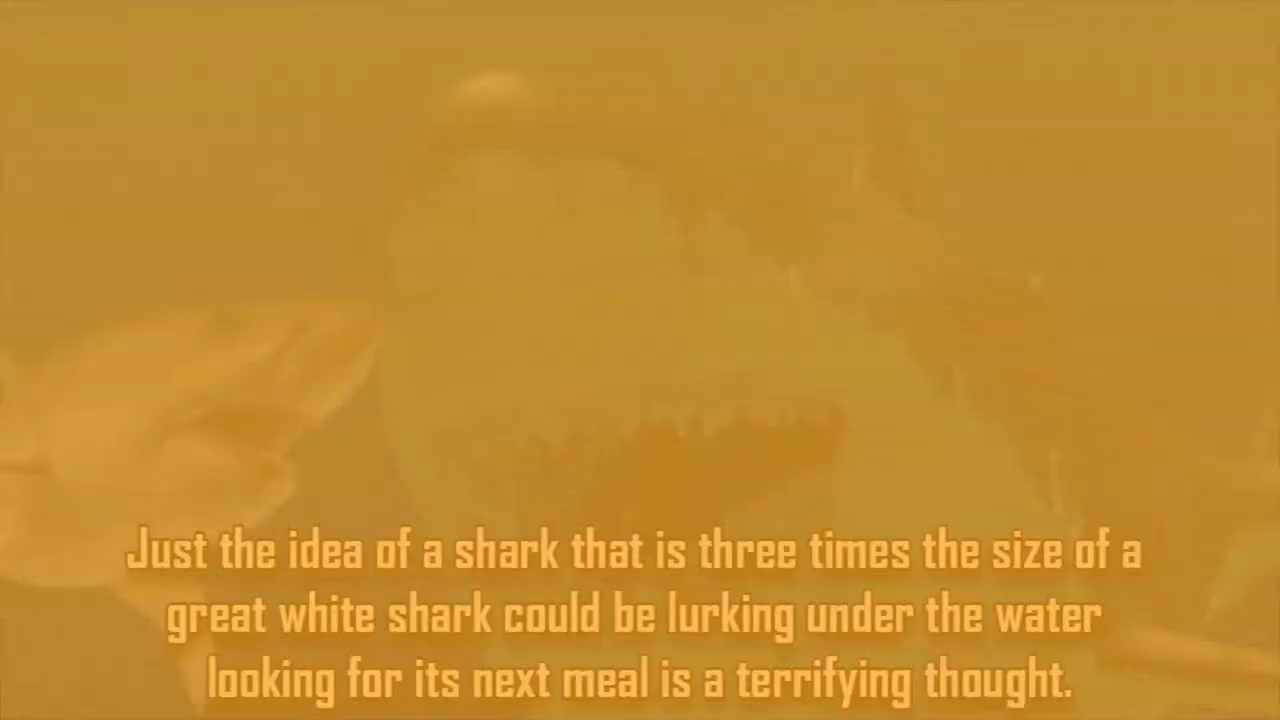 Just the idea of a shark that is three times the size of a
great white shark could be lurking under the water
looking for its next meal is a terrifying thought.